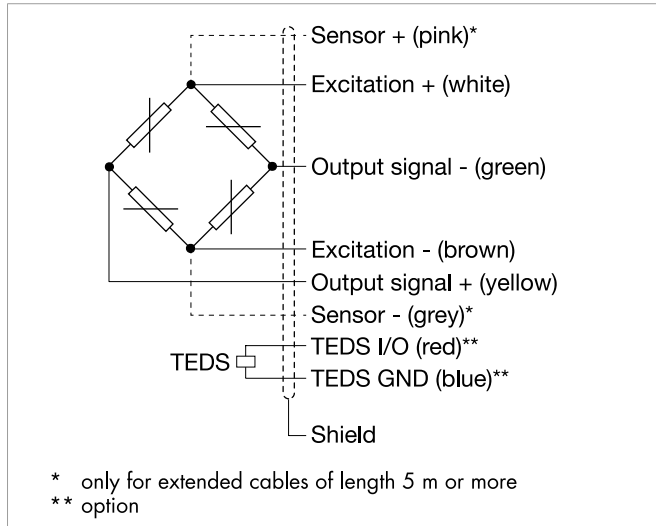 Sensor + (pink)*
Excitation + (white)
Output signal - (green)
Excitation - (brown)
Output signal + (yellow)
Sensor - (grey)*
TEDS I/O (red)**
TEDS
TEDS GND (blue)**
Shield
* only for extended cables of length 5 m or more
** option